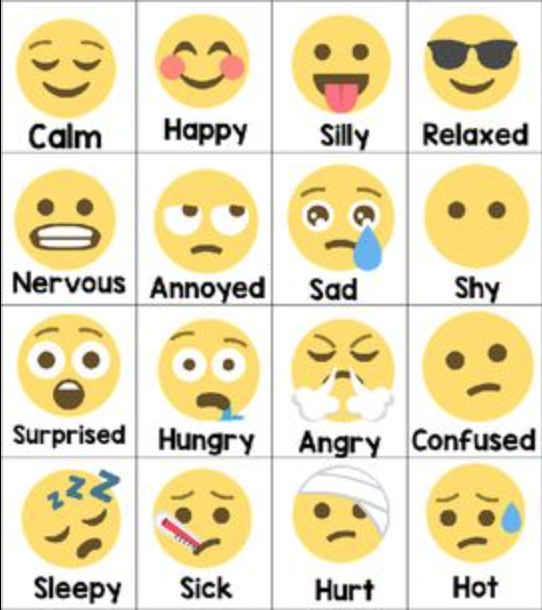 Calm Happy Silly Relaxed
Nervous Annoyed Sad Shy
Surprised Hungry Angry Confused
Sleepy Sick Hurt Hot